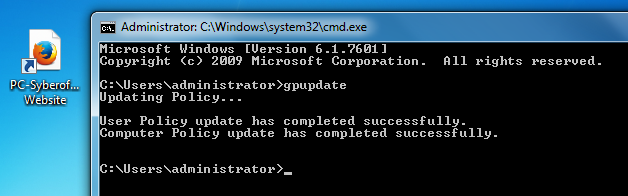 Administrator: C:\Windows\system32\cmd.exe
Microsoft Windows [Version 6.1.7601]
Copyright (c) 2009 Microsoft Corporation.  All rights reserved.
C:\Users\administrator>gpupdate
Updating Policy...
User Policy update has completed successfully.
Computer Policy update has completed successfully.
C:\Users\administrator>_
PC-Syberof...
Website